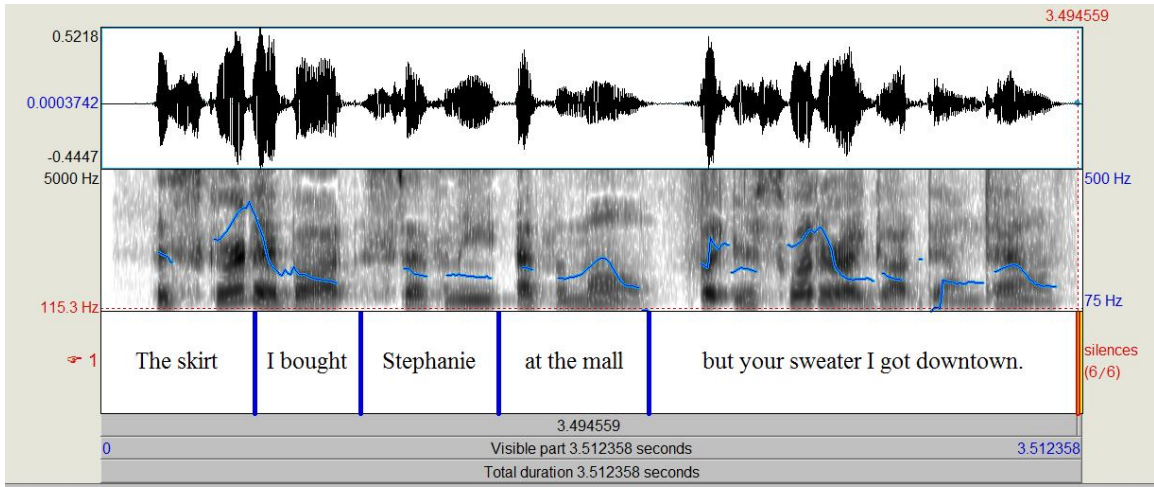 3.494559
0.5218
0.0003742
-0.4447
5000 Hz
500 Hz
115.3 Hz
75 Hz
☞ 1
The skirt
I bought
Stephanie
at the mall
but your sweater I got downtown.
silences
(6/6)
3.494559
0
Visible part 3.512358 seconds
3.512358
Total duration 3.512358 seconds